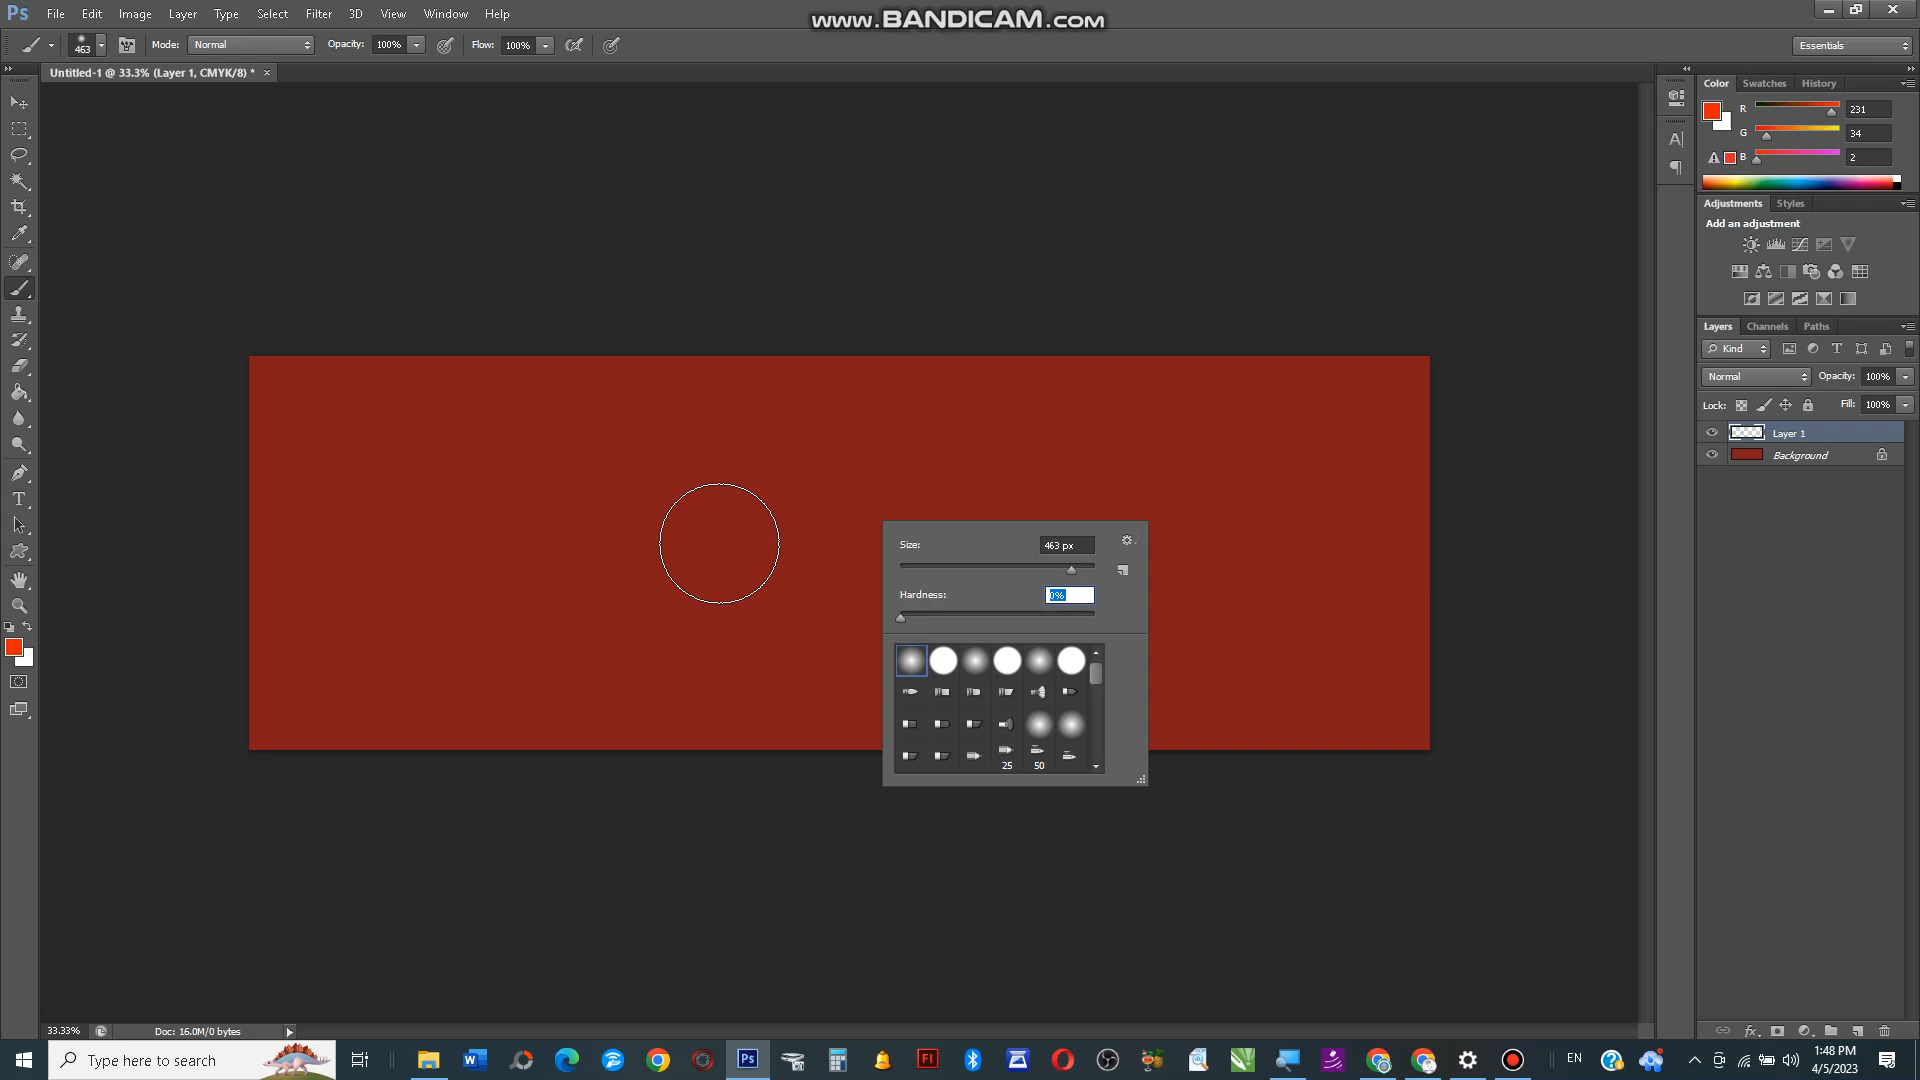 www.BANDICAM.com
Ps File Edit Image Layer Type Select Filter 3D View Window Help
463 Mode: Normal Opacity: 100% Flow: 100% Essentials
Untitled-1 @ 33.3% (Layer 1, CMYK/8) * ×
Color Swatches History
R 231
G 34
B 2
Adjustments Styles
Add an adjustment
Layers Channels Paths
Kind T
Normal Opacity: 100%
Lock: Fill: 100%
Layer 1
Background
Size: 463 px
Hardness: 0%
25 50
33.33% Doc: 16.0M/0 bytes
Type here to search
EN
1:48 PM
4/5/2023